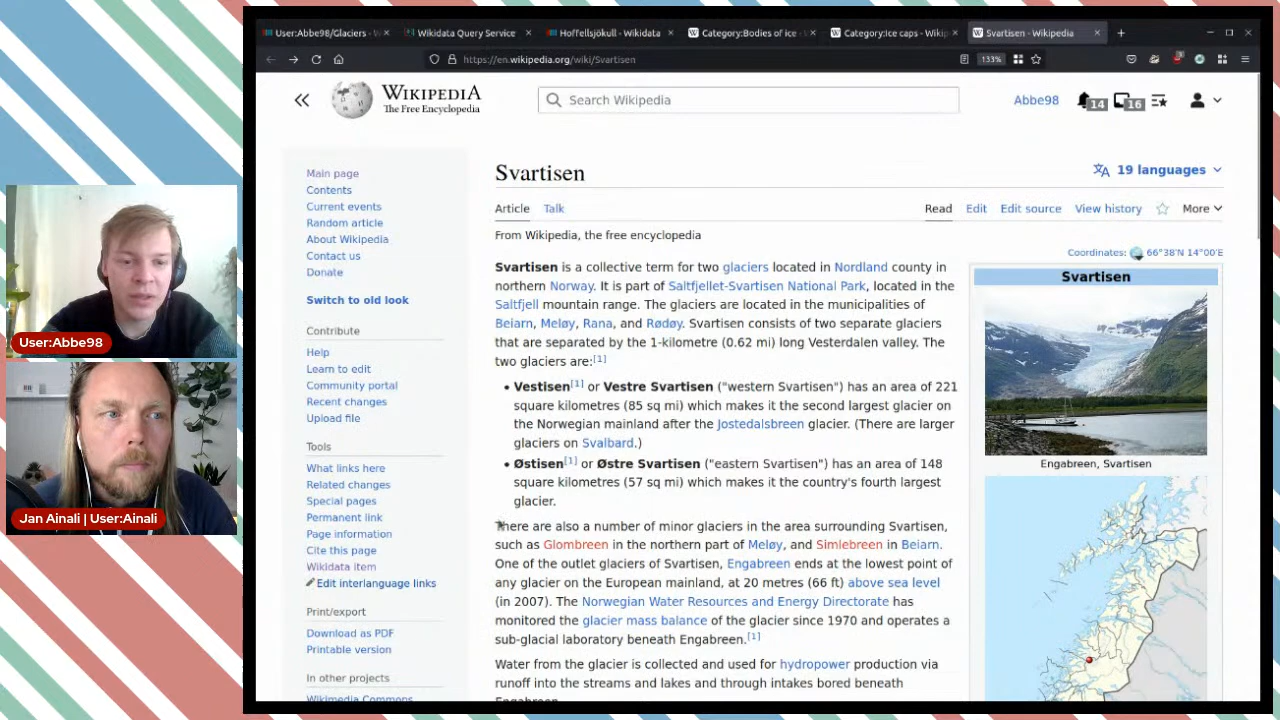 User:Abbe98/Glaciers - W
Wikidata Query Service
Hoffellsjökull - Wikidata
Category:Bodies of ice -
Category:Ice caps - Wikip
Svartisen - Wikipedia
https://en.wikipedia.org/wiki/Svartisen
133%
WIKIPEDIA
The Free Encyclopedia
Search Wikipedia
Abbe98
14
16
Main page
Contents
Current events
Random article
About Wikipedia
Contact us
Donate
Switch to old look
Contribute
Help
Learn to edit
Community portal
Recent changes
Upload file
Tools
What links here
Related changes
Special pages
Permanent link
Page information
Cite this page
Wikidata item
Edit interlanguage links
Print/export
Download as PDF
Printable version
In other projects
Wikimedia Commons
Svartisen
19 languages
Article Talk
Read Edit Edit source View history More
From Wikipedia, the free encyclopedia
Coordinates: 66°38′N 14°00′E
Svartisen is a collective term for two glaciers located in Nordland county in
northern Norway. It is part of Saltfjellet-Svartisen National Park, located in the
Saltfjell mountain range. The glaciers are located in the municipalities of
Beiarn, Meløy, Rana, and Rødøy. Svartisen consists of two separate glaciers
that are separated by the 1-kilometre (0.62 mi) long Vesterdalen valley. The
two glaciers are:[1]
• Vestisen[1] or Vestre Svartisen ("western Svartisen") has an area of 221
square kilometres (85 sq mi) which makes it the second largest glacier on
the Norwegian mainland after the Jostedalsbreen glacier. (There are larger
glaciers on Svalbard.)
• Østisen[1] or Østre Svartisen ("eastern Svartisen") has an area of 148
square kilometres (57 sq mi) which makes it the country's fourth largest
glacier.
There are also a number of minor glaciers in the area surrounding Svartisen,
such as Glombreen in the northern part of Meløy, and Simlebreen in Beiarn.
One of the outlet glaciers of Svartisen, Engabreen ends at the lowest point of
any glacier on the European mainland, at 20 metres (66 ft) above sea level
(in 2007). The Norwegian Water Resources and Energy Directorate has
monitored the glacier mass balance of the glacier since 1970 and operates a
sub-glacial laboratory beneath Engabreen.[1]
Water from the glacier is collected and used for hydropower production via
runoff into the streams and lakes and through intakes bored beneath
Engabreen.
Svartisen
Engabreen, Svartisen
User:Abbe98
Jan Ainali | User:Ainali